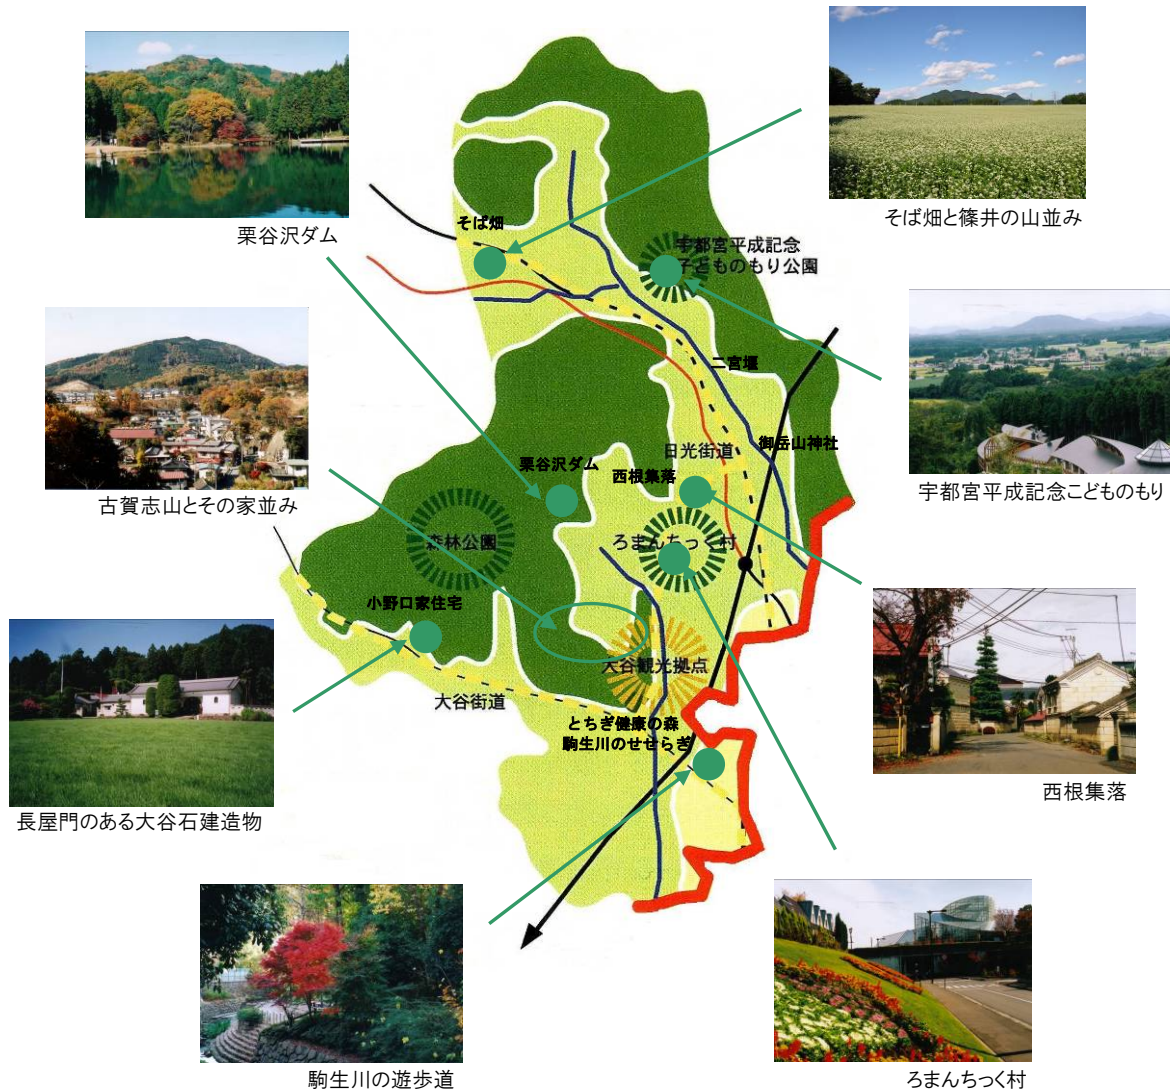 栗谷沢ダム
そば畑と篠井の山並み
そば畑
宇都宮平成記念
子どものもり公園
二宮堰
御岳山神社
日光街道
栗谷沢ダム
西根集落
古賀志山とその家並み
宇都宮平成記念こどものもり
森林公園
ろまんちっく村
小野口家住宅
大谷観光拠点
大谷街道
とちぎ健康の森
駒生川のせせらぎ
長屋門のある大谷石建造物
西根集落
駒生川の遊歩道
ろまんちっく村